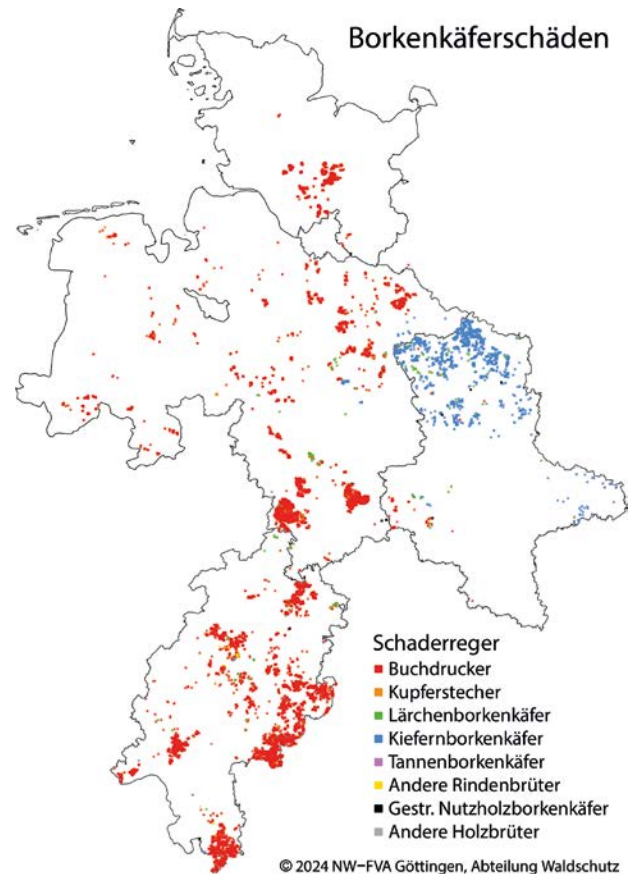 Borkenkäferschäden
Schaderreger
Buchdrucker
Kupferstecher
Lärchenborkenkäfer
Kiefernborkenkäfer
Tannenborkenkäfer
Andere Rindenbrüter
Gestr. Nutzholzborkenkäfer
Andere Holzbrüter
© 2024 NW–FVA Göttingen, Abteilung Waldschutz